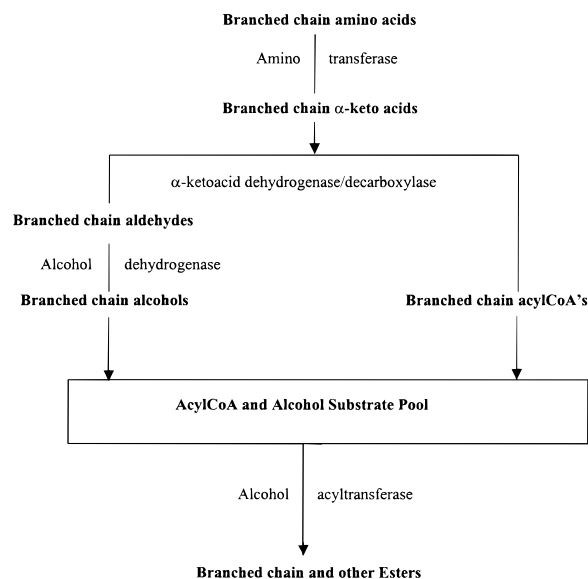 Branched chain amino acids
Amino transferase
Branched chain α-keto acids
α-ketoacid dehydrogenase/decarboxylase
Branched chain aldehydes
Alcohol dehydrogenase
Branched chain alcohols
Branched chain acylCoA's
AcylCoA and Alcohol Substrate Pool
Alcohol acyltransferase
Branched chain and other Esters